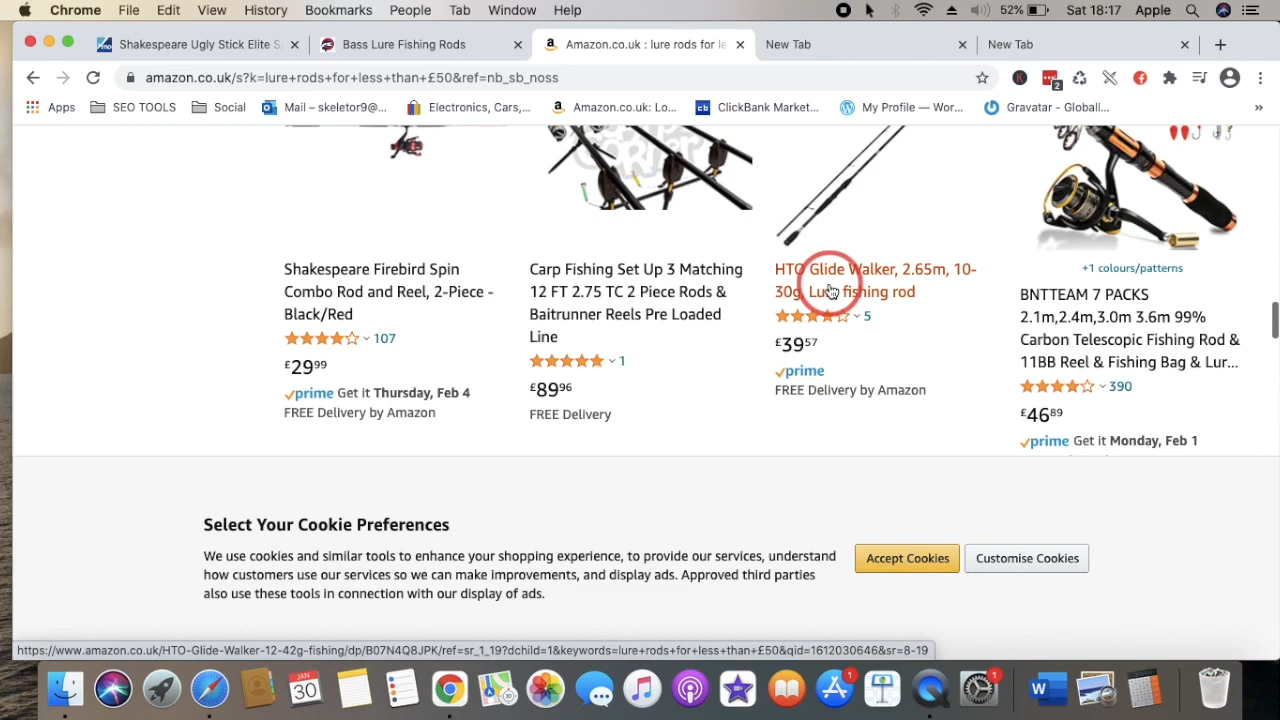 Chrome File Edit View History Bookmarks People Tab Window Help 52% Sat 18:17 Apple
Shakespeare Ugly Stick Elite S Bass Lure Fishing Rods Amazon.co.uk : lure rods for le New Tab New Tab
amazon.co.uk/s?k=lure+rods+for+less+than+£50&ref=nb_sb_noss
2
Apps SEO TOOLS Social Mail – skeletor9@... Electronics, Cars,... Amazon.co.uk: Lo... ClickBank Market... My Profile — Wor... Gravatar - Globall... »
Shakespeare Firebird Spin
Combo Rod and Reel, 2-Piece -
Black/Red
107
£29.99
prime Get it Thursday, Feb 4
FREE Delivery by Amazon
Carp Fishing Set Up 3 Matching
12 FT 2.75 TC 2 Piece Rods &
Baitrunner Reels Pre Loaded
Line
1
£89.96
FREE Delivery
HTO Glide Walker, 2.65m, 10-
30g, Lure fishing rod
5
£39.57
prime
FREE Delivery by Amazon
+1 colours/patterns
BNTTEAM 7 PACKS
2.1m,2.4m,3.0m 3.6m 99%
Carbon Telescopic Fishing Rod &
11BB Reel & Fishing Bag & Lur...
390
£46.89
prime Get it Monday, Feb 1
Select Your Cookie Preferences
We use cookies and similar tools to enhance your shopping experience, to provide our services, understand
how customers use our services so we can make improvements, and display ads. Approved third parties
also use these tools in connection with our display of ads.
Accept Cookies Customise Cookies
https://www.amazon.co.uk/HTO-Glide-Walker-12-42g-fishing/dp/B07N4Q8JPK/ref=sr_1_19?dchild=1&keywords=lure+rods+for+less+than+£50&qid=1612030646&sr=8-19
JAN
30
1
1
W